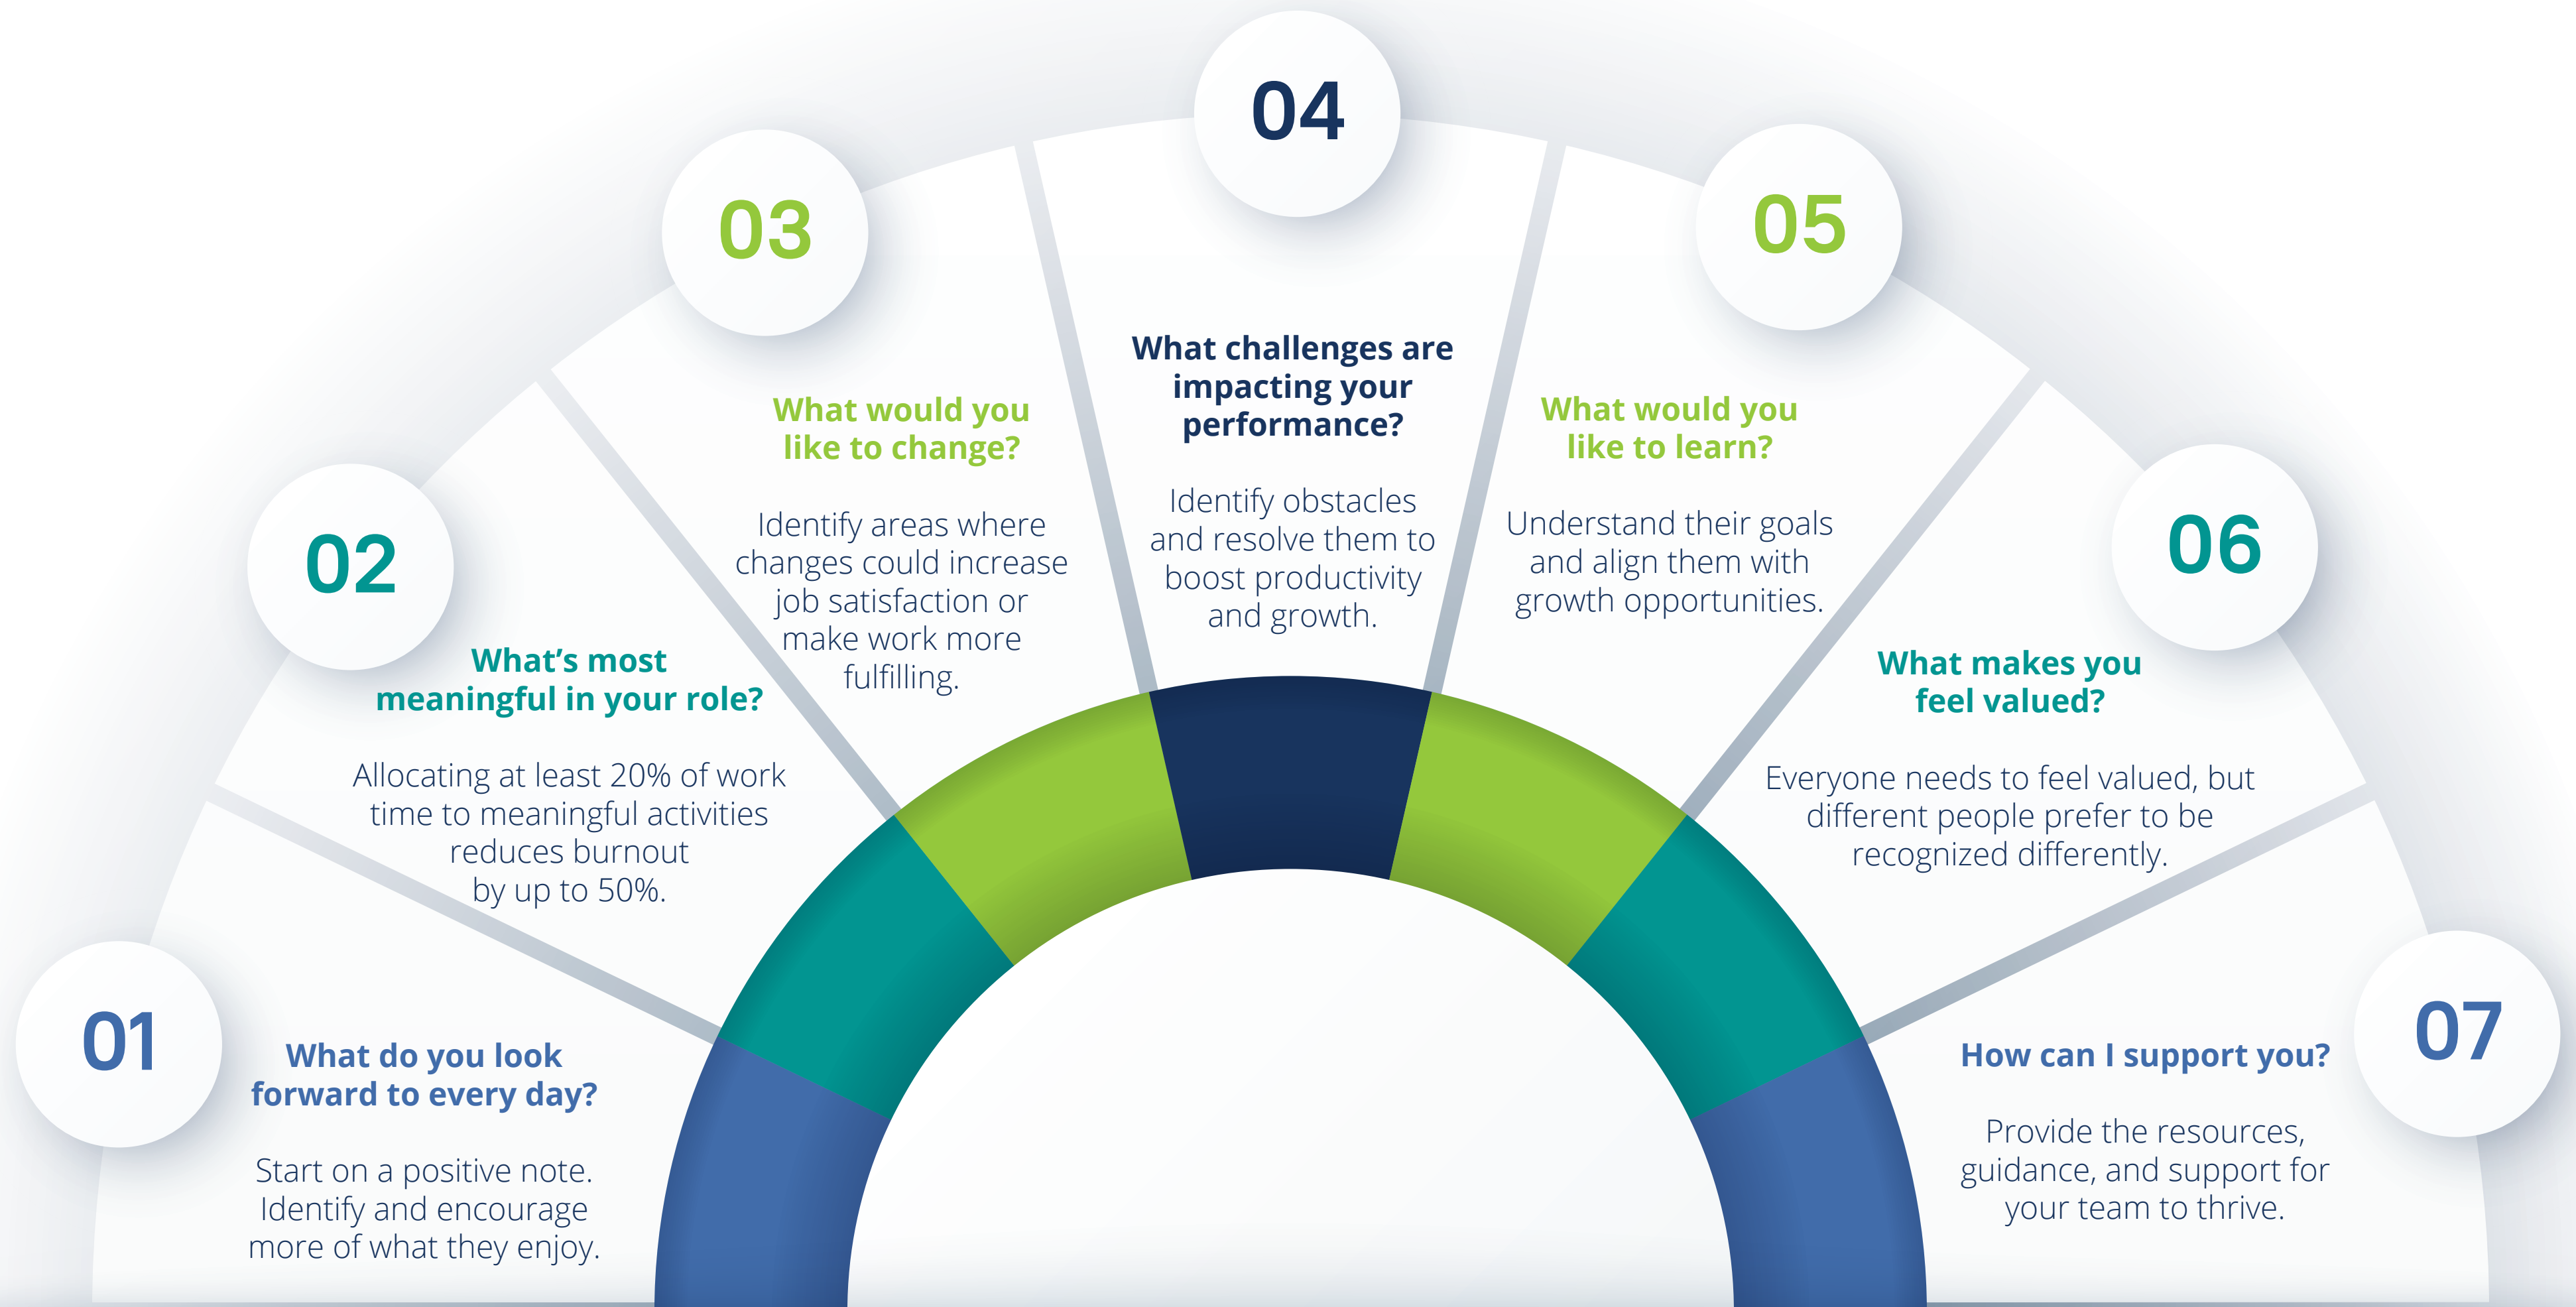 01
What do you look
forward to every day?
Start on a positive note.
Identify and encourage
more of what they enjoy.
02
What’s most
meaningful in your role?
Allocating at least 20% of work
time to meaningful activities
reduces burnout
by up to 50%.
03
What would you
like to change?
Identify areas where
changes could increase
job satisfaction or
make work more
fulfilling.
04
What challenges are
impacting your
performance?
Identify obstacles
and resolve them to
boost productivity
and growth.
05
What would you
like to learn?
Understand their goals
and align them with
growth opportunities.
06
What makes you
feel valued?
Everyone needs to feel valued, but
different people prefer to be
recognized differently.
07
How can I support you?
Provide the resources,
guidance, and support for
your team to thrive.